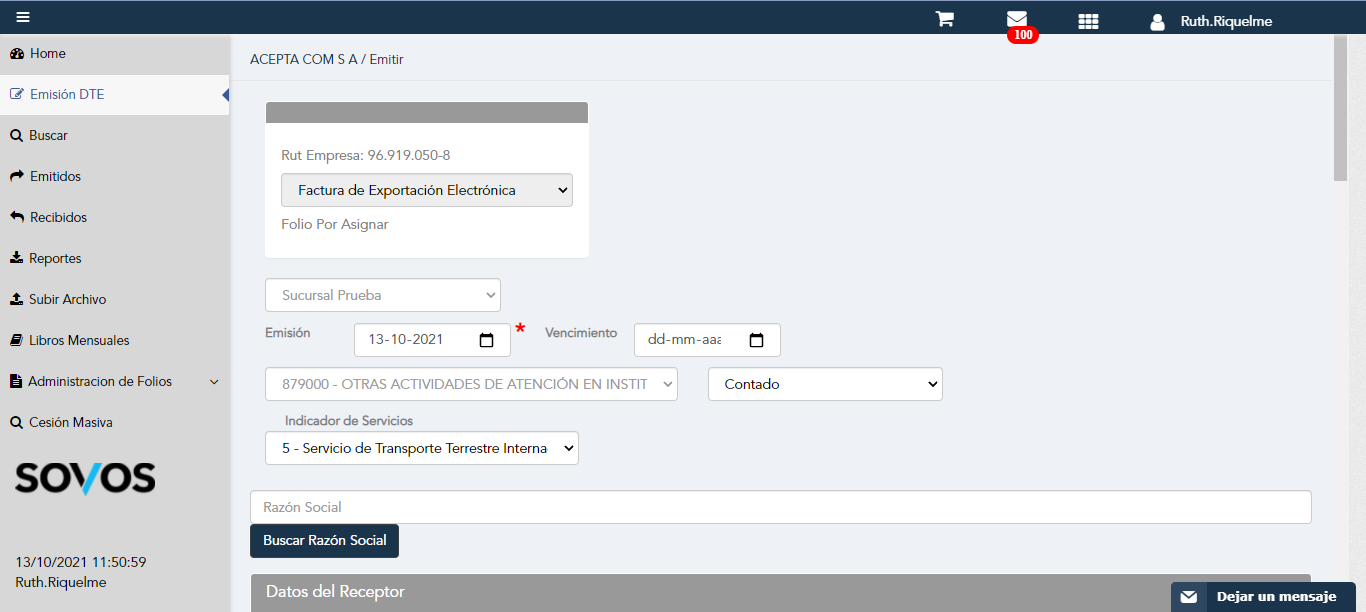 Ruth.Riquelme
100
Home
ACEPTA COM S A / Emitir
Emisión DTE
Buscar
Emitidos
Recibidos
Reportes
Subir Archivo
Libros Mensuales
Administracion de Folios
Cesión Masiva
SOVOS
13/10/2021 11:50:59
Ruth.Riquelme
Rut Empresa: 96.919.050-8
Factura de Exportación Electrónica
Folio Por Asignar
Sucursal Prueba
Emisión 13-10-2021 * Vencimiento dd-mm-aaa
879000 - OTRAS ACTIVIDADES DE ATENCIÓN EN INSTIT Contado
Indicador de Servicios
5 - Servicio de Transporte Terrestre Interna
Razón Social
Buscar Razón Social
Datos del Receptor
Dejar un mensaje